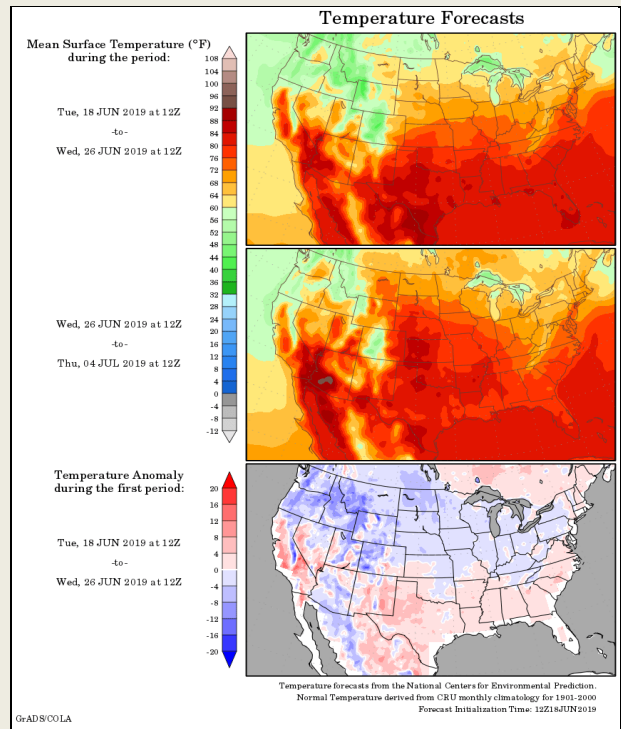 Temperature Forecasts
Mean Surface Temperature (°F)
during the period:
108
104
100
96
92
88
84
80
76
72
68
64
60
56
52
48
44
40
36
32
28
24
20
16
12
8
4
0
-4
-8
-12
Tue, 18 JUN 2019 at 12Z
-to-
Wed, 26 JUN 2019 at 12Z
Wed, 26 JUN 2019 at 12Z
-to-
Thu, 04 JUL 2019 at 12Z
Temperature Anomaly
during the first period:
20
16
12
8
4
0
-4
-8
-12
-16
-20
Tue, 18 JUN 2019 at 12Z
-to-
Wed, 26 JUN 2019 at 12Z
Temperature forecasts from the National Centers for Environmental Prediction.
Normal Temperature derived from CRU monthly climatology for 1901-2000
Forecast Initialization Time: 12Z18JUN2019
GrADS/COLA